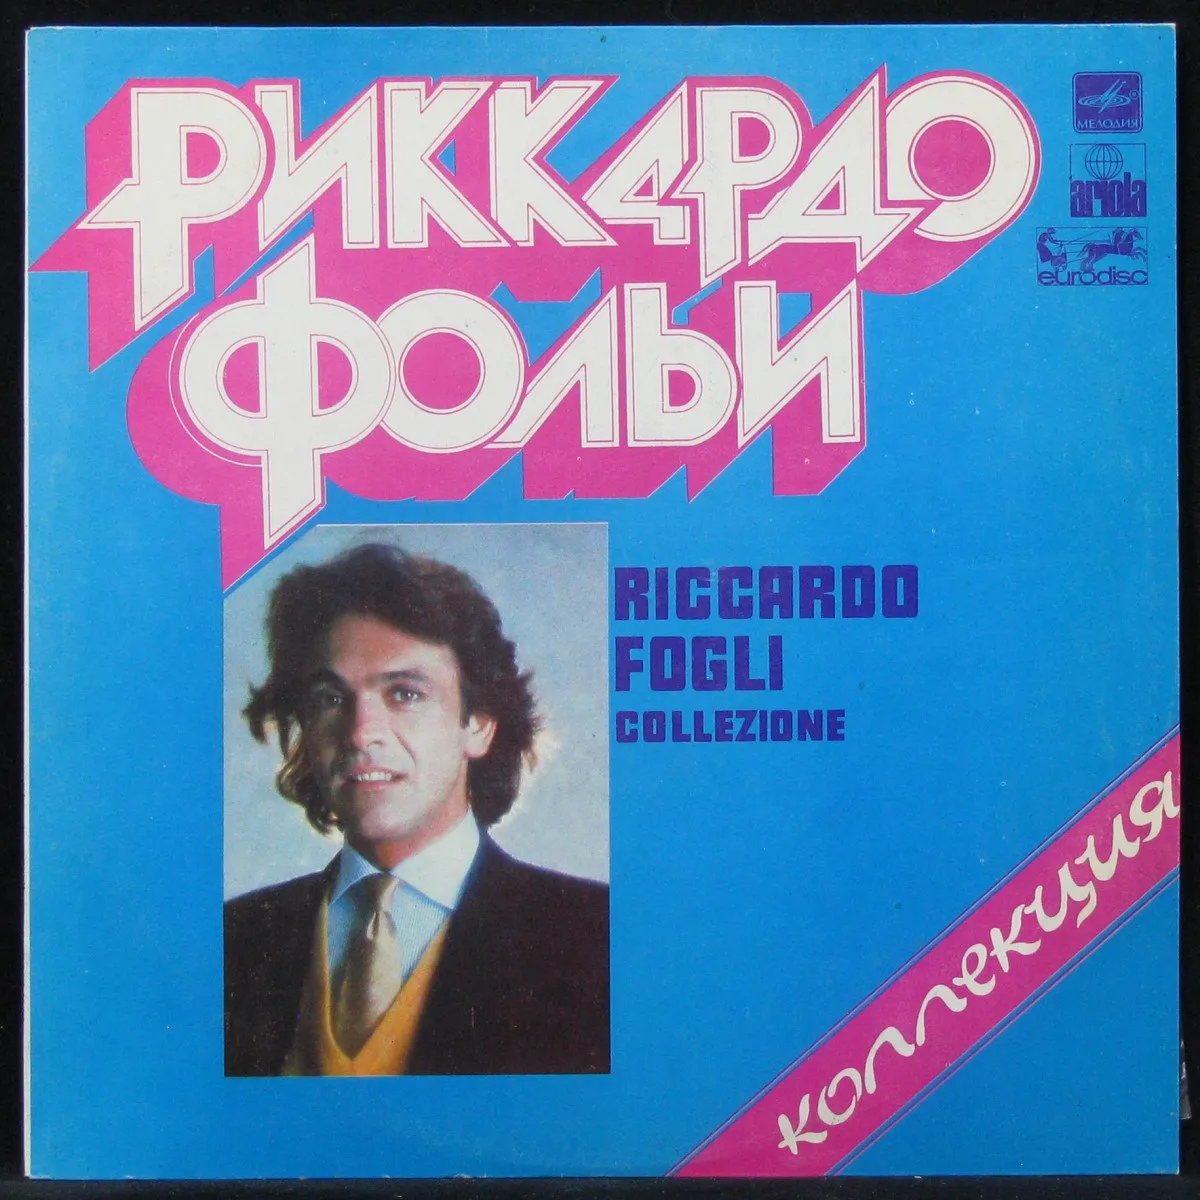 РИККАРДО
ФОЛЬИ
МЕЛОДИЯ
ariola
eurodisc
RICCARDO
FOGLI
COLLEZIONE
КОЛЛЕКЦИЯ